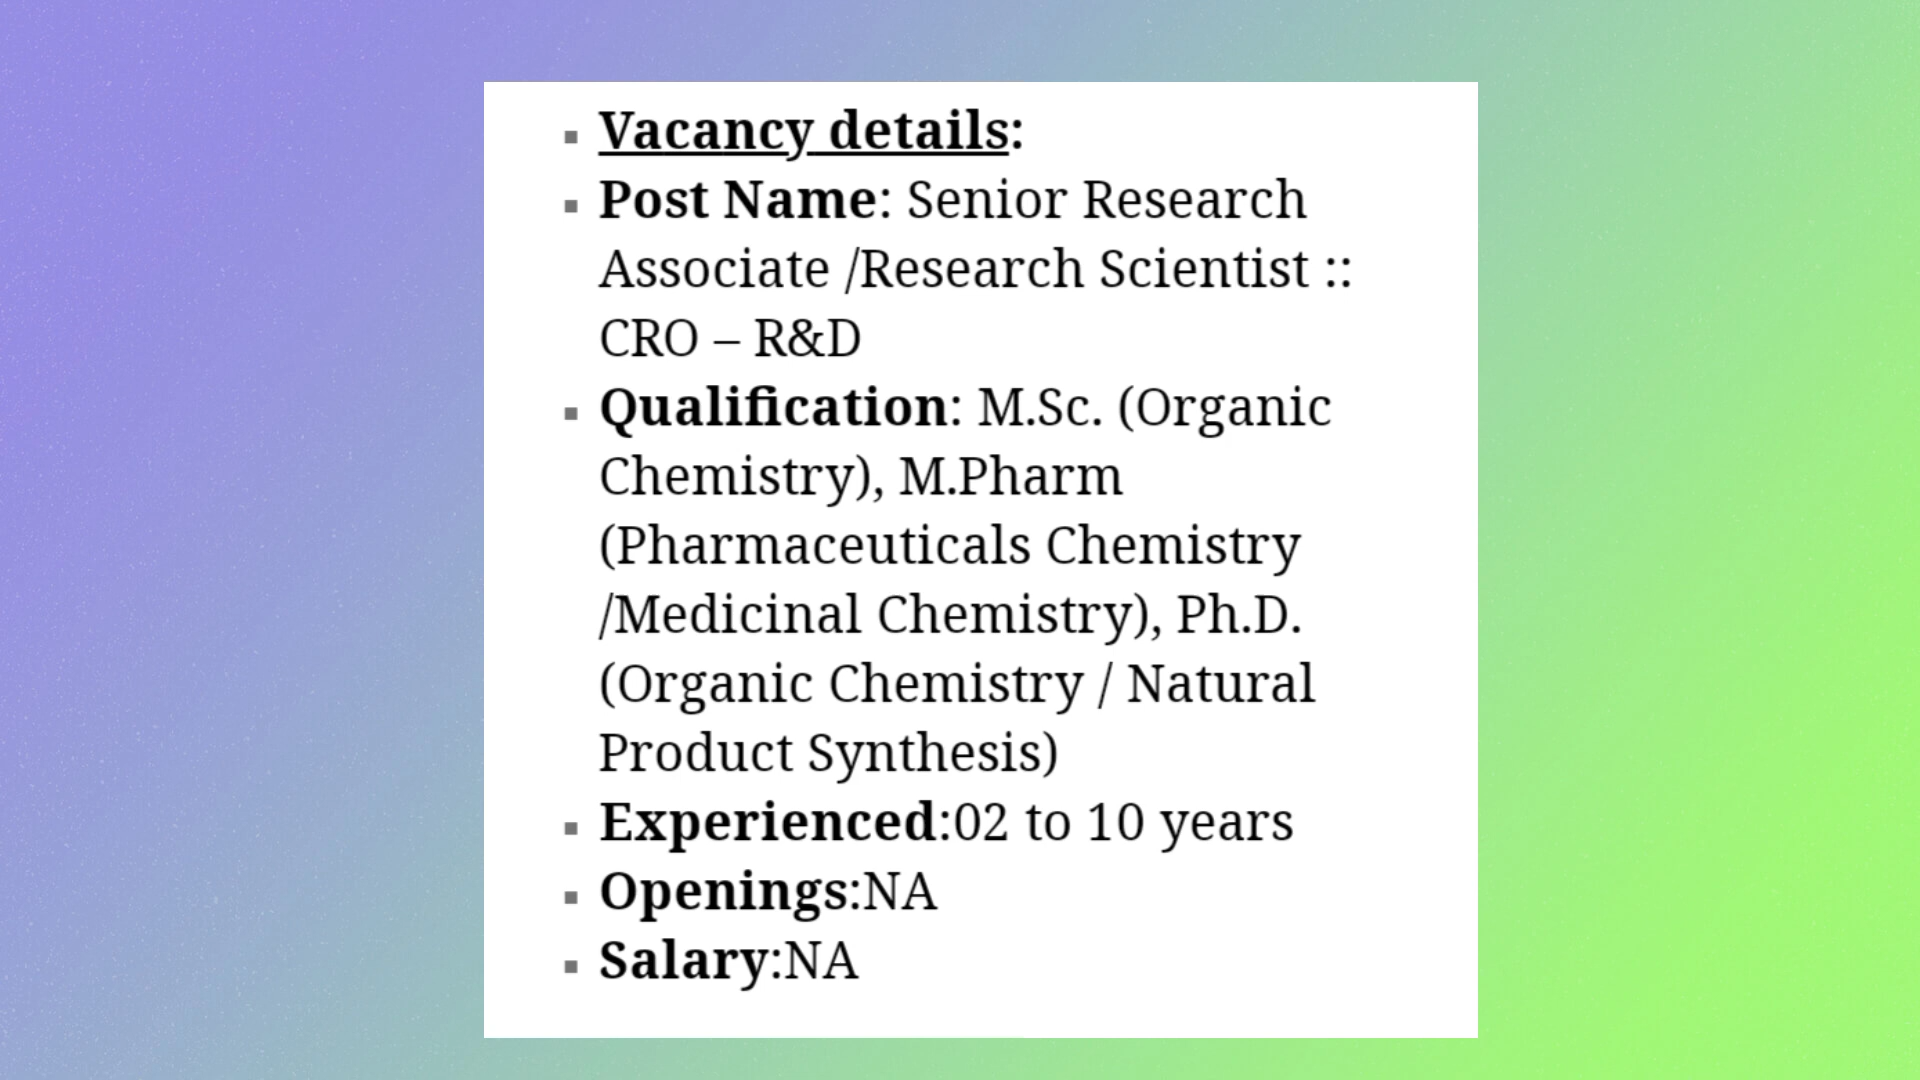 ▪ Vacancy details:
▪ Post Name: Senior Research
Associate /Research Scientist ::
CRO – R&D
▪ Qualification: M.Sc. (Organic
Chemistry), M.Pharm
(Pharmaceuticals Chemistry
/Medicinal Chemistry), Ph.D.
(Organic Chemistry / Natural
Product Synthesis)
▪ Experienced:02 to 10 years
▪ Openings:NA
▪ Salary:NA